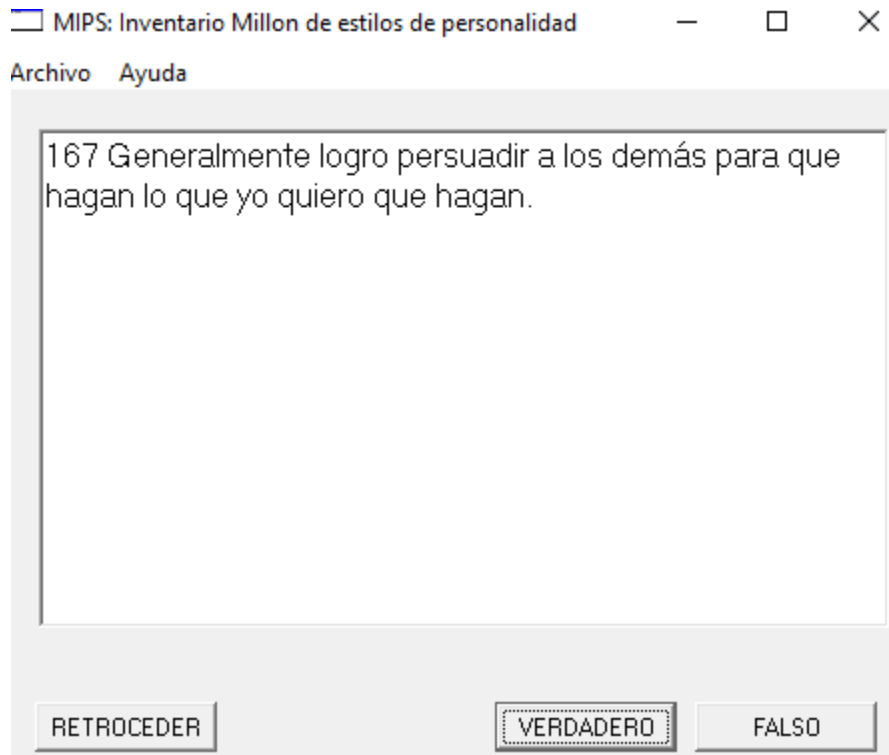 MIPS: Inventario Millon de estilos de personalidad
Archivo Ayuda
167 Generalmente logro persuadir a los demás para que
hagan lo que yo quiero que hagan.
RETROCEDER VERDADERO FALSO